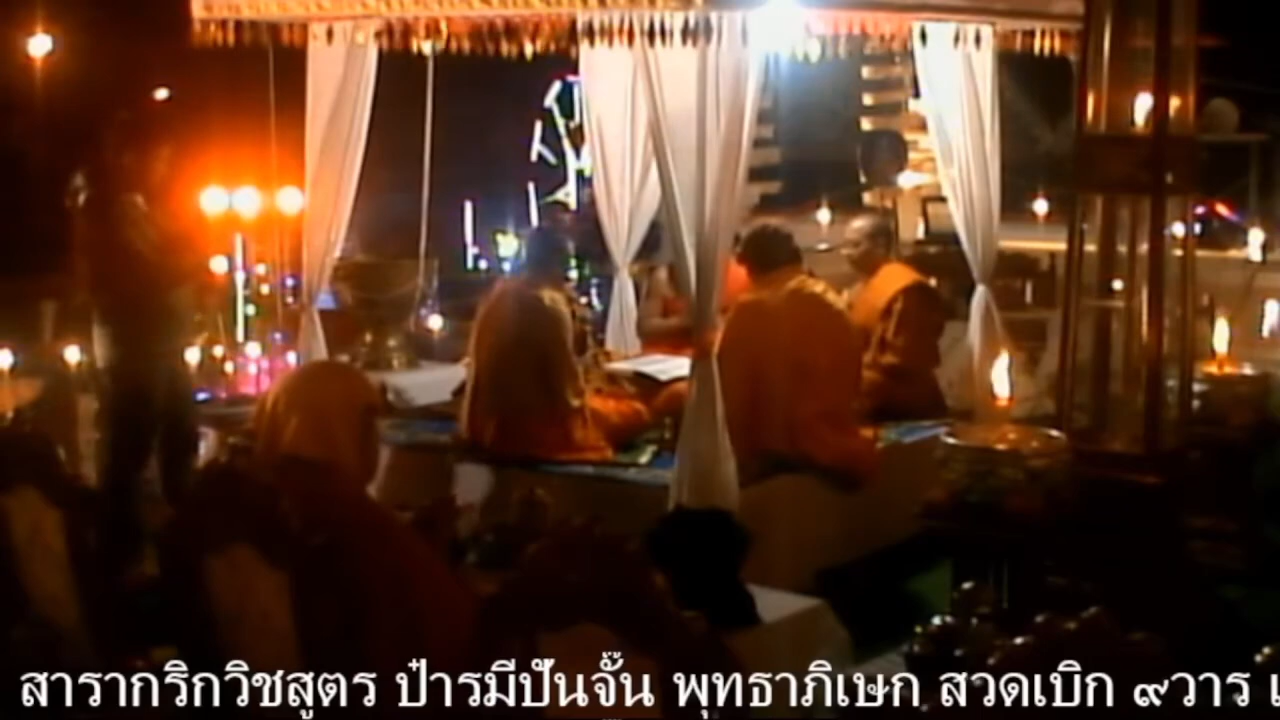 สารากริกวิชสูตร ป๋ารมีปั๋นจั๊น พุทธาภิเษก สวดเบิก ๙วาร